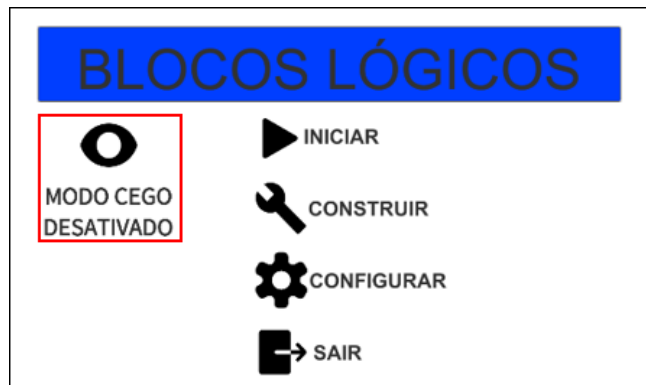 BLOCOS LÓGICOS
MODO CEGO
DESATIVADO
INICIAR
CONSTRUIR
CONFIGURAR
SAIR